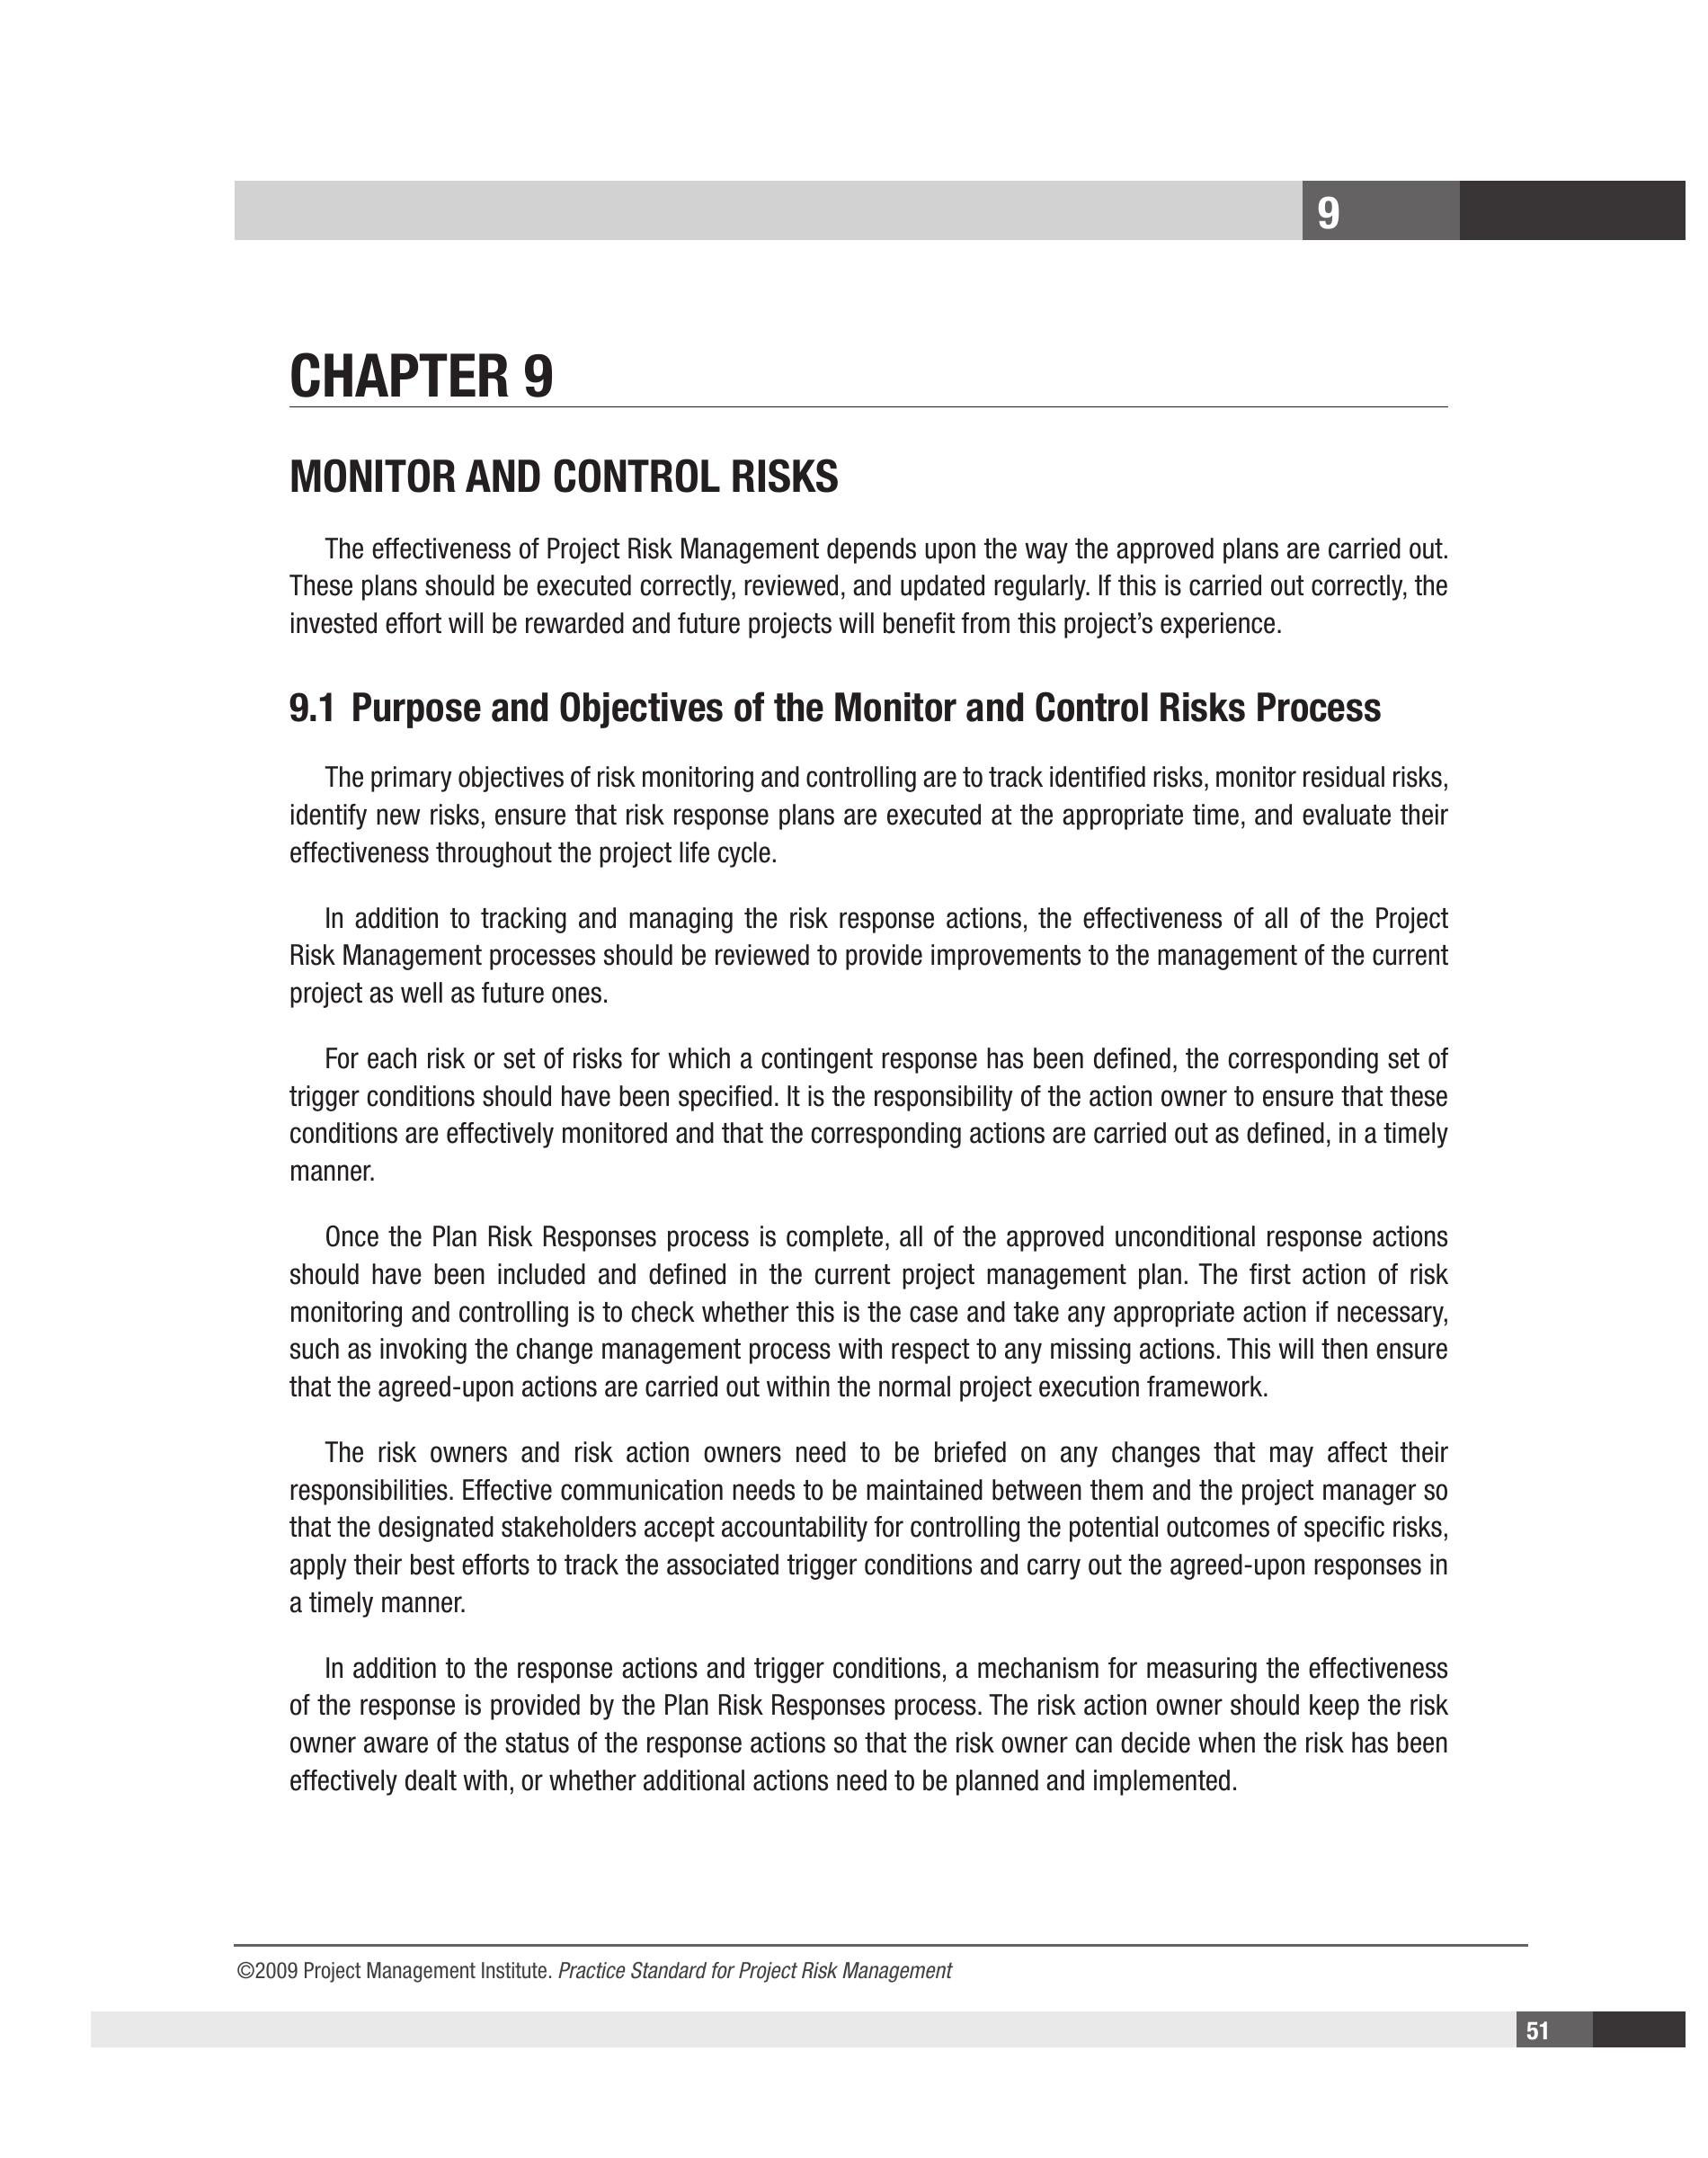 9
CHAPTER 9
MONITOR AND CONTROL RISKS
The effectiveness of Project Risk Management depends upon the way the approved plans are carried out.
These plans should be executed correctly, reviewed, and updated regularly. If this is carried out correctly, the
invested effort will be rewarded and future projects will benefit from this project’s experience.
9.1 Purpose and Objectives of the Monitor and Control Risks Process
The primary objectives of risk monitoring and controlling are to track identified risks, monitor residual risks,
identify new risks, ensure that risk response plans are executed at the appropriate time, and evaluate their
effectiveness throughout the project life cycle.
In addition to tracking and managing the risk response actions, the effectiveness of all of the Project
Risk Management processes should be reviewed to provide improvements to the management of the current
project as well as future ones.
For each risk or set of risks for which a contingent response has been defined, the corresponding set of
trigger conditions should have been specified. It is the responsibility of the action owner to ensure that these
conditions are effectively monitored and that the corresponding actions are carried out as defined, in a timely
manner.
Once the Plan Risk Responses process is complete, all of the approved unconditional response actions
should have been included and defined in the current project management plan. The first action of risk
monitoring and controlling is to check whether this is the case and take any appropriate action if necessary,
such as invoking the change management process with respect to any missing actions. This will then ensure
that the agreed-upon actions are carried out within the normal project execution framework.
The risk owners and risk action owners need to be briefed on any changes that may affect their
responsibilities. Effective communication needs to be maintained between them and the project manager so
that the designated stakeholders accept accountability for controlling the potential outcomes of specific risks,
apply their best efforts to track the associated trigger conditions and carry out the agreed-upon responses in
a timely manner.
In addition to the response actions and trigger conditions, a mechanism for measuring the effectiveness
of the response is provided by the Plan Risk Responses process. The risk action owner should keep the risk
owner aware of the status of the response actions so that the risk owner can decide when the risk has been
effectively dealt with, or whether additional actions need to be planned and implemented.
©2009 Project Management Institute. Practice Standard for Project Risk Management
51